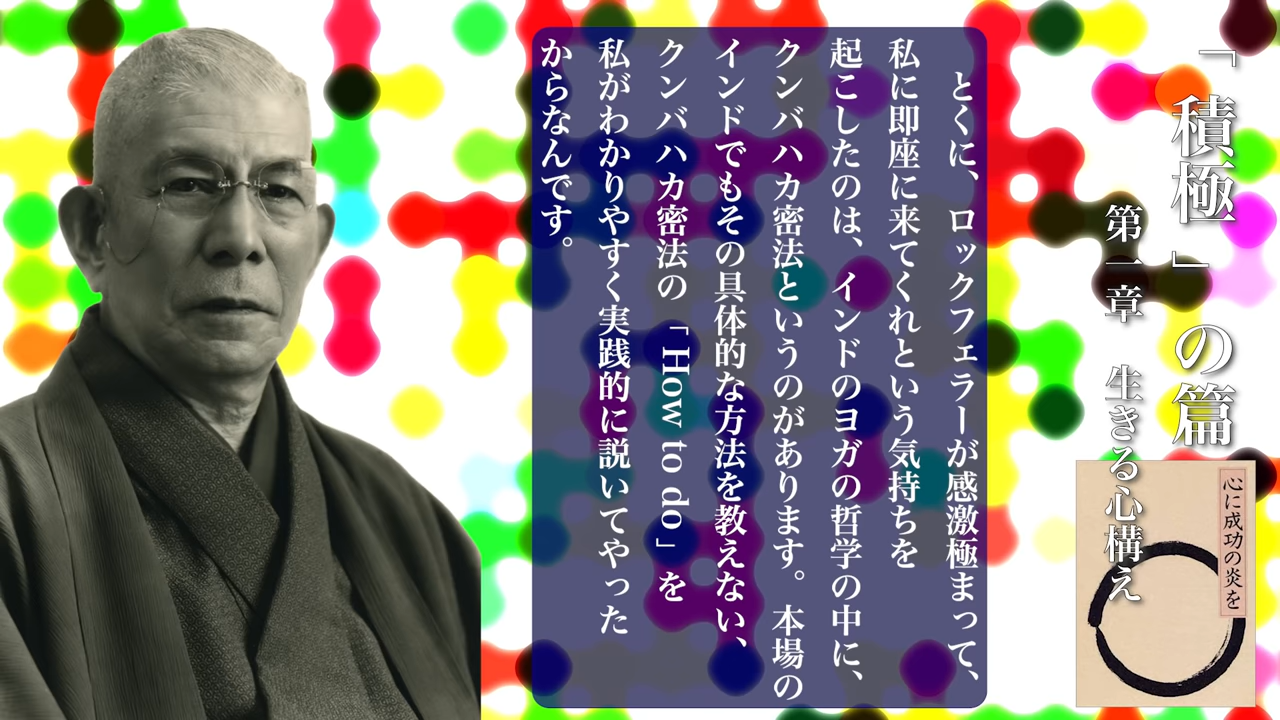 「積極」の篇
第一章　生きる心構え
心に成功の炎を
とくに、ロックフェラーが感激極まって、
私に即座に来てくれという気持ちを
起こしたのは、インドのヨガの哲学の中に、
クンバハカ密法というのがあります。本場の
インドでもその具体的な方法を教えない、
クンバハカ密法の「How to do」を
私がわかりやすく実践的に説いてやった
からなんです。